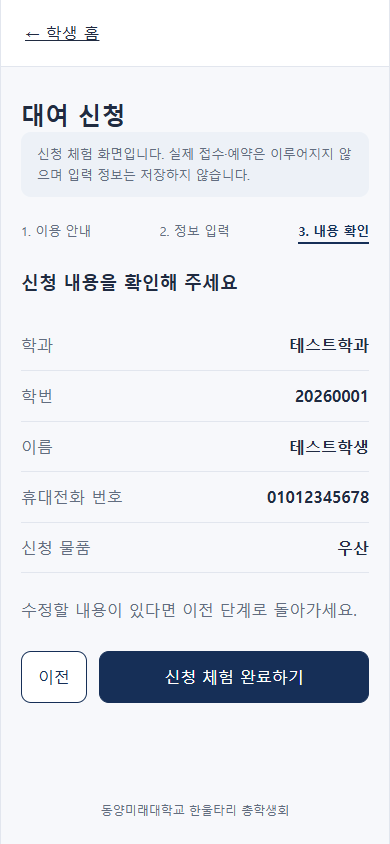 ← 학생 홈
대여 신청
신청 체험 화면입니다. 실제 접수·예약은 이루어지지 않
으며 입력 정보는 저장하지 않습니다.
1. 이용 안내
2. 정보 입력
3. 내용 확인
신청 내용을 확인해 주세요
학과 테스트학과
학번 20260001
이름 테스트학생
휴대전화 번호 01012345678
신청 물품 우산
수정할 내용이 있다면 이전 단계로 돌아가세요.
이전
신청 체험 완료하기
동양미래대학교 한울타리 총학생회